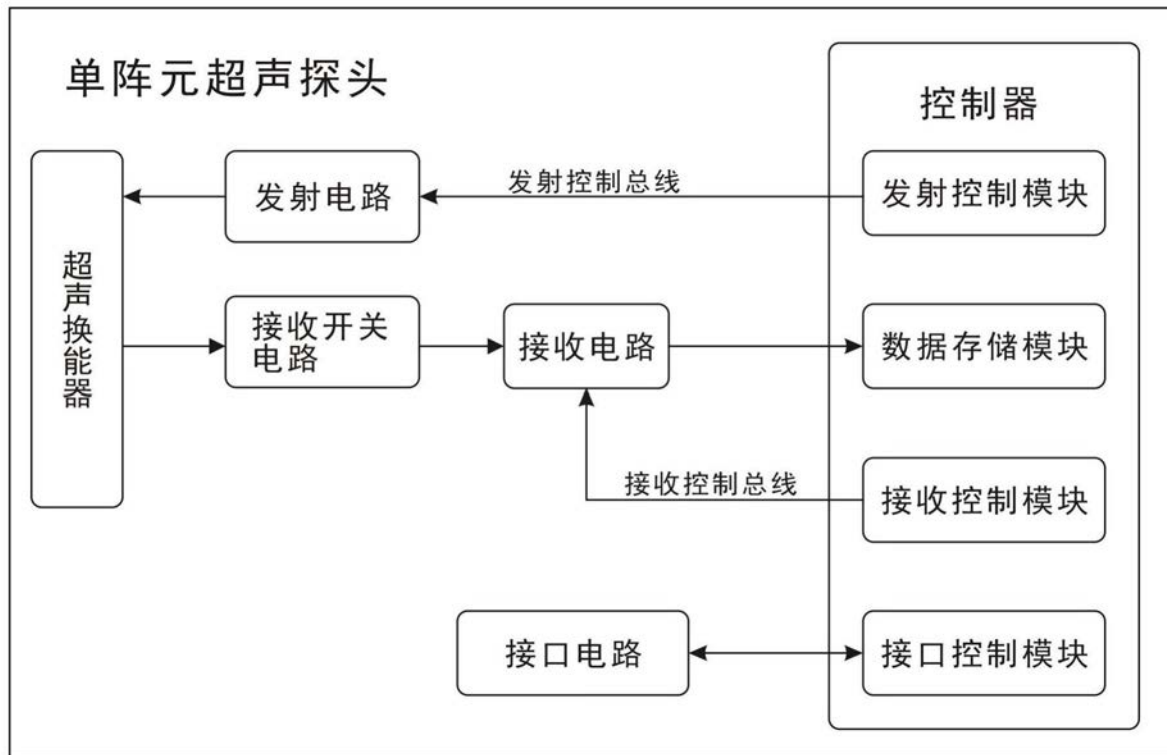 单阵元超声探头
控制器
发射电路
发射控制总线
发射控制模块
超声换能器
接收开关
电路
接收电路
数据存储模块
接收控制总线
接收控制模块
接口电路
接口控制模块